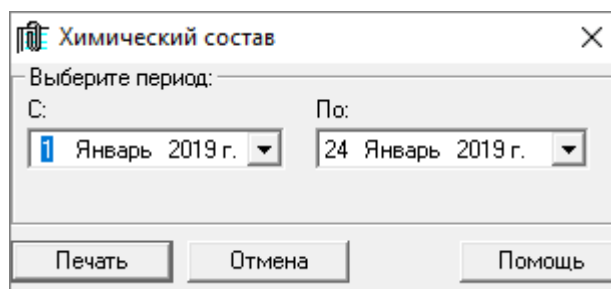 Химический состав
Выберите период:
С: По:
1 Январь 2019 г. 24 Январь 2019 г.
Печать Отмена Помощь